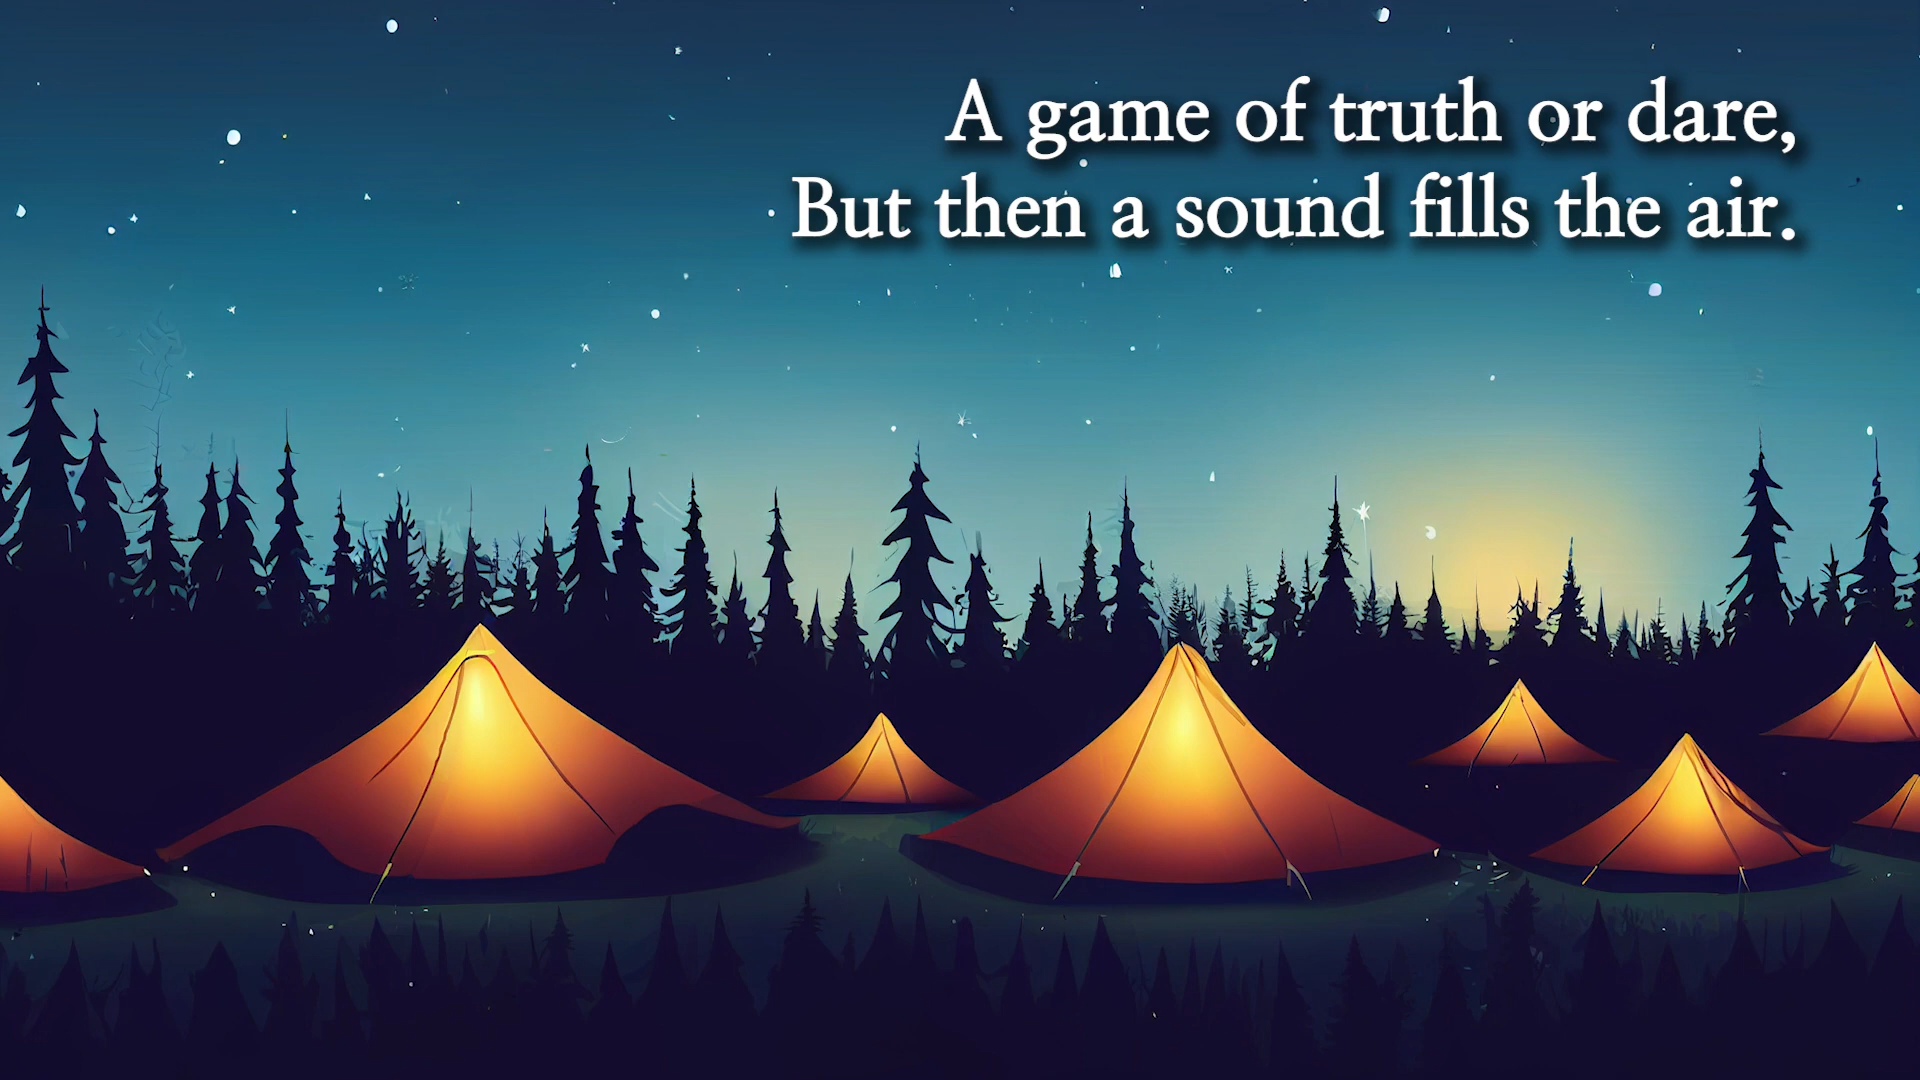 A game of truth or dare,
But then a sound fills the air.